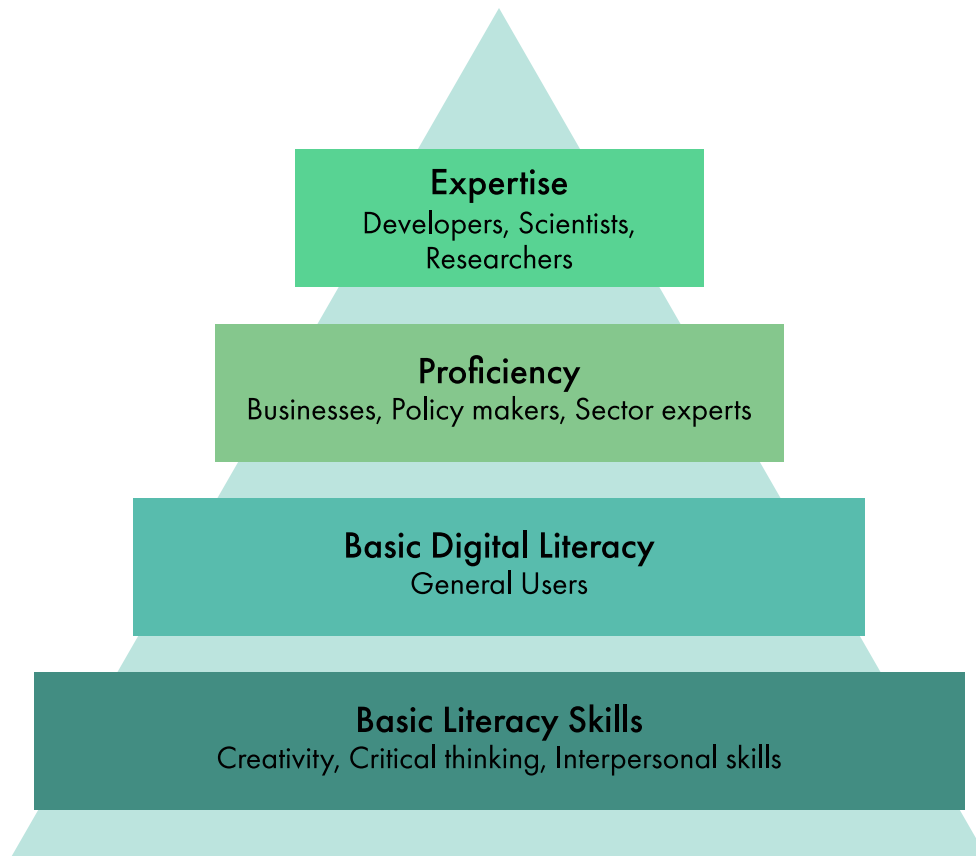 Expertise
Developers, Scientists,
Researchers
Proficiency
Businesses, Policy makers, Sector experts
Basic Digital Literacy
General Users
Basic Literacy Skills
Creativity, Critical thinking, Interpersonal skills